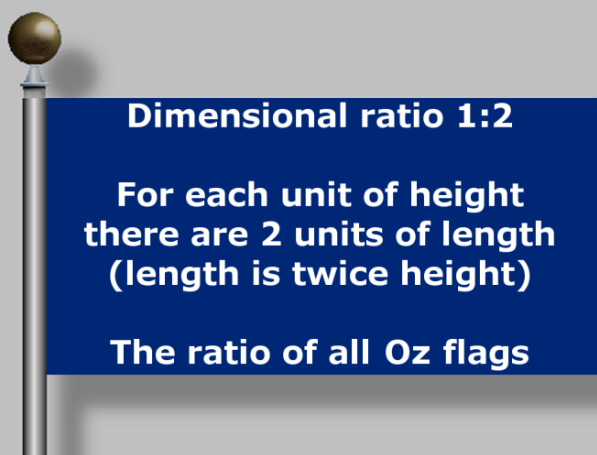 Dimensional ratio 1:2
For each unit of height
there are 2 units of length
(length is twice height)
The ratio of all Oz flags